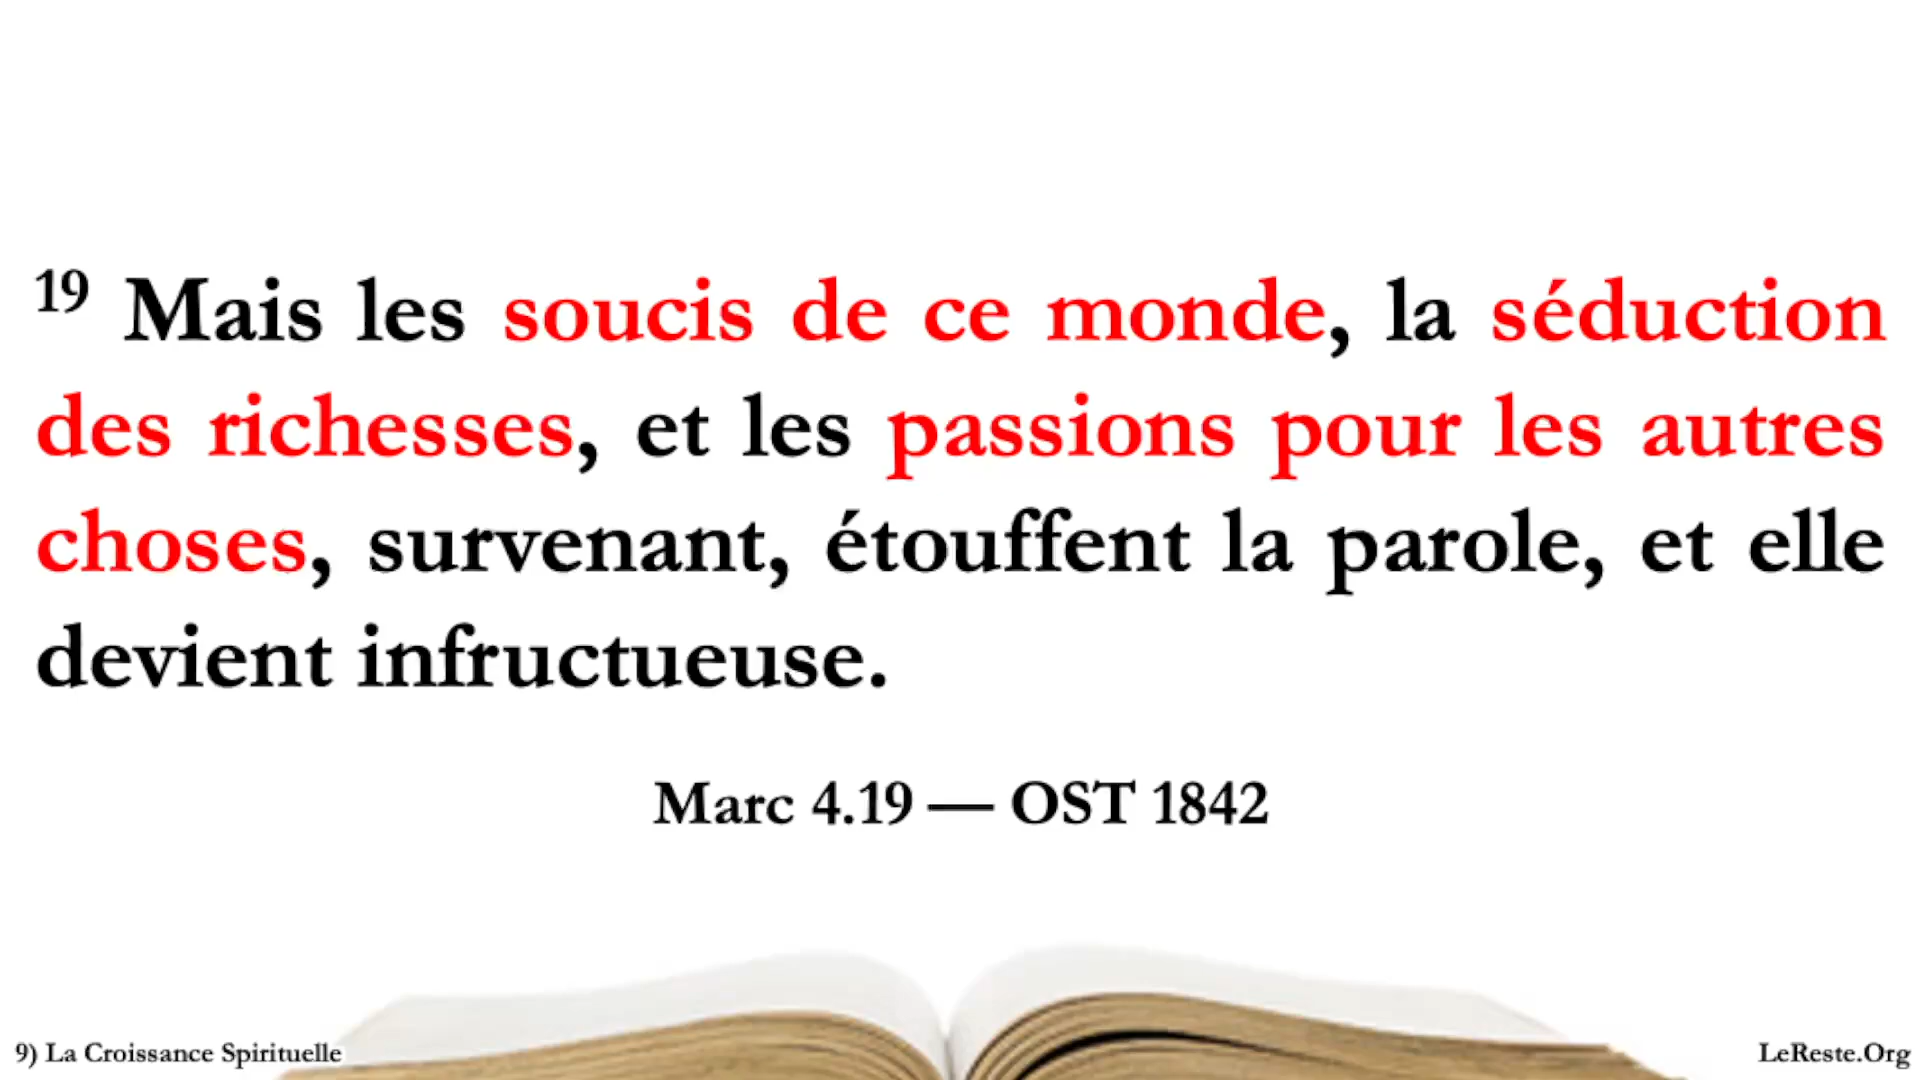 19 Mais les soucis de ce monde, la séduction
des richesses, et les passions pour les autres
choses, survenant, étouffent la parole, et elle
devient infructueuse.
Marc 4.19 — OST 1842
9) La Croissance Spirituelle
LeReste.Org